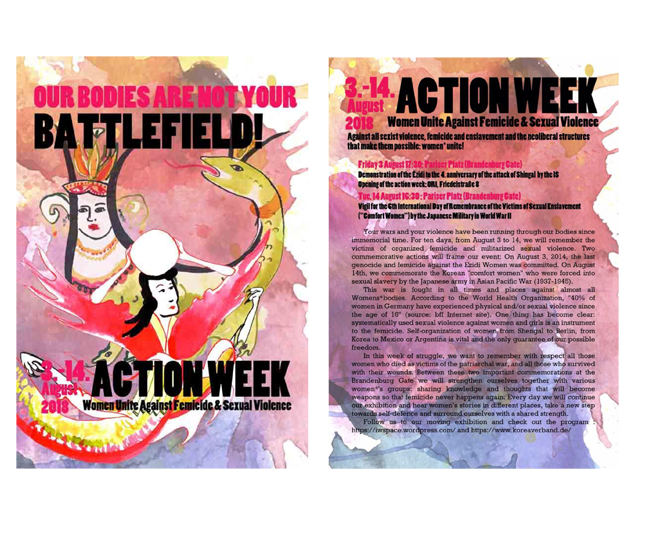 OUR BODIES ARE NOT YOUR
BATTLEFIELD!
3.-14.
August
2018
ACTION WEEK
Women Unite Against Femicide & Sexual Violence
3.-14.
August
2018
ACTION WEEK
Women Unite Against Femicide & Sexual Violence
Against all sexist violence, femicide and enslavement and the neoliberal structures
that make them possible: women* unite!
Friday 3 August 17:30: Pariser Platz (Brandenburg Gate)
Demonstration of the Êzîdî to the 4. anniversary of the attack of Shingal by the IS
Opening of the action week: ORi, Friedelstraße 8
Tue, 14 August 16:30 : Pariser Platz (Brandenburg Gate)
Vigil for the 6th International Day of Remembrance of the Victims of Sexual Enslavement
("Comfort Women") by the Japanese Military in World War II
Your wars and your violence have been running through our bodies since
immemorial time. For ten days, from August 3 to 14, we will remember the
victims of organized femicide and militarized sexual violence. Two
commemorative actions will frame our event: On August 3, 2014, the last
genocide and femicide against the Ezidi Women was committed. On August
14th, we commemorate the Korean "comfort women" who were forced into
sexual slavery by the Japanese army in Asian Pacific War (1937-1945).
This war is fought in all times and places against almost all
Womens*bodies. According to the World Health Organization, "40% of
women in Germany have experienced physical and/or sexual violence since
the age of 16" (source: bff Internet site). One thing has become clear:
systematically used sexual violence against women and girls is an instrument
to the femicide. Self-organization of women from Shengal to Berlin, from
Korea to Mexico or Argentina is vital and the only guarantee of our possible
freedom.
In this week of struggle, we want to remember with respect all those
women who died as victims of the patriarchal war, and all those who survived
with their wounds. Between these two important commemorations at the
Brandenburg Gate we will strengthen ourselves together with various
women*'s groups: sharing knowledge and thoughts that will become
weapons so that femicide never happens again. Every day we will continue
our exhibition and hear women's stories in different places, take a new step
towards self-defence and surround ourselves with a shared strength.
Follow us to our moving exhibition and check out the program :
https://iwspace.wordpress.com/ and https://www.koreaverband.de/